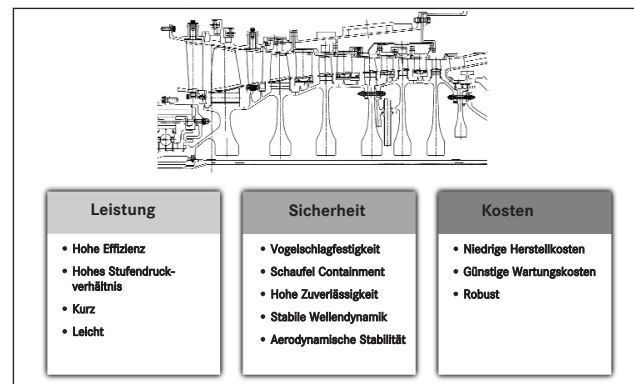 Leistung
• Hohe Effizienz
• Hohes Stufendruck-
verhältnis
• Kurz
• Leicht
Sicherheit
• Vogelschlagfestigkeit
• Schaufel Containment
• Hohe Zuverlässigkeit
• Stabile Wellendynamik
• Aerodynamische Stabilität
Kosten
• Niedrige Herstellkosten
• Günstige Wartungskosten
• Robust